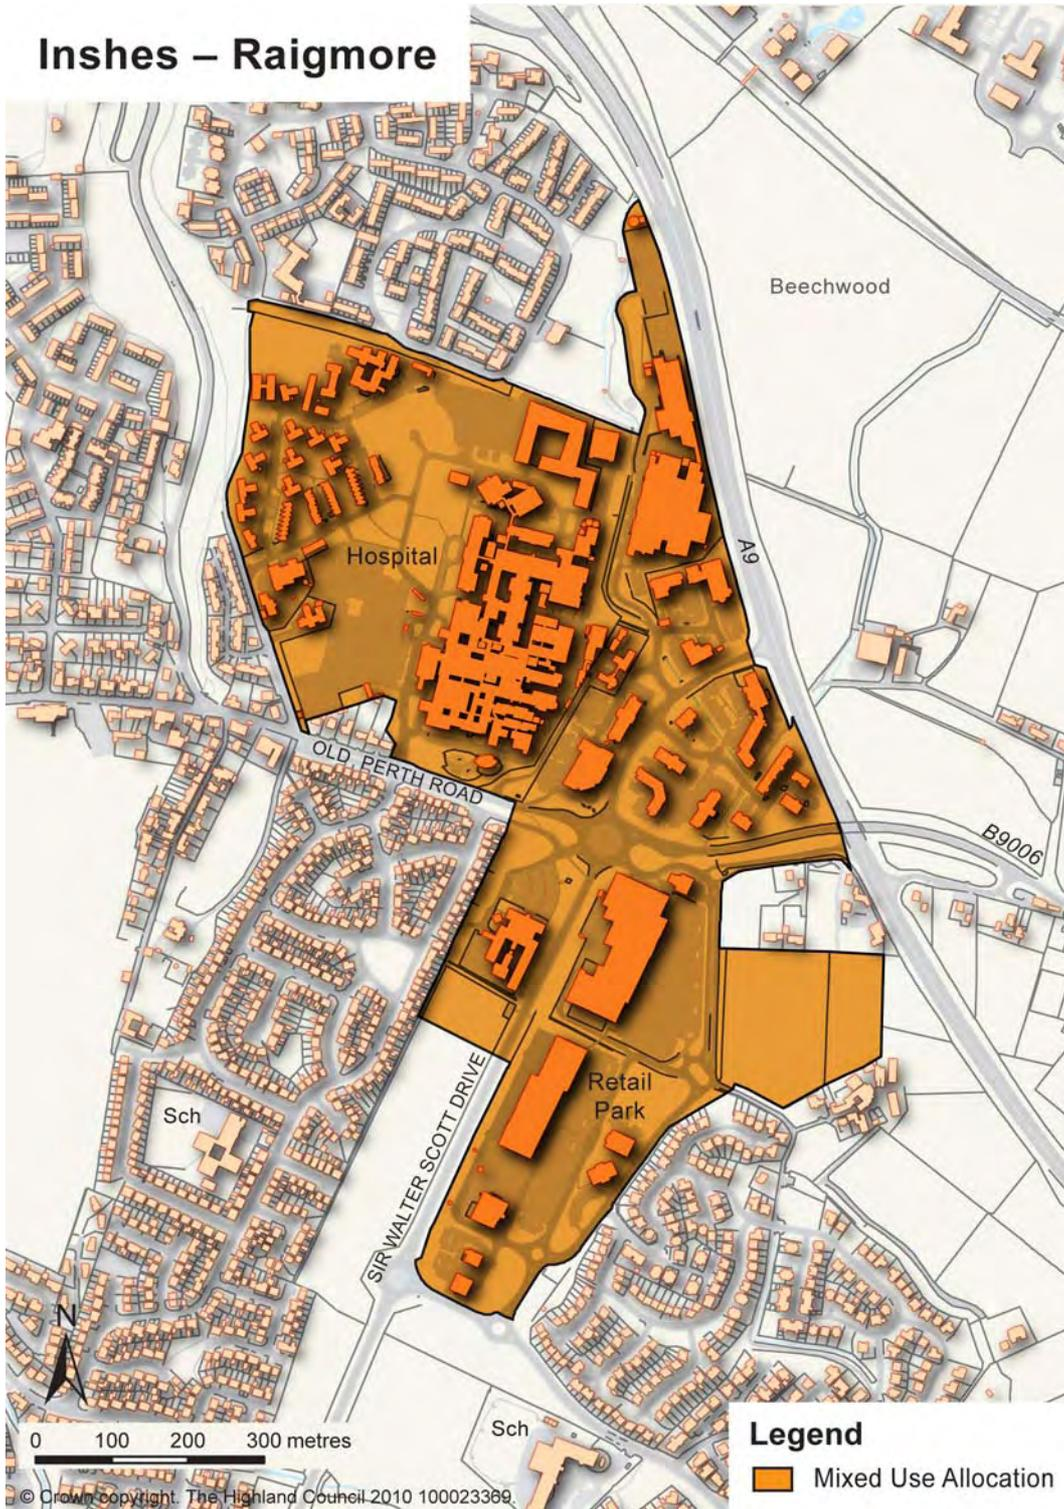 Inshes – Raigmore
Beechwood
A9
Hospital
OLD PERTH ROAD
B9006
Retail
Park
Sch
SIR WALTER SCOTT DRIVE
N
0 100 200 300 metres
Sch
Legend
Mixed Use Allocation
© Crown copyright. The Highland Council 2010 100023369.